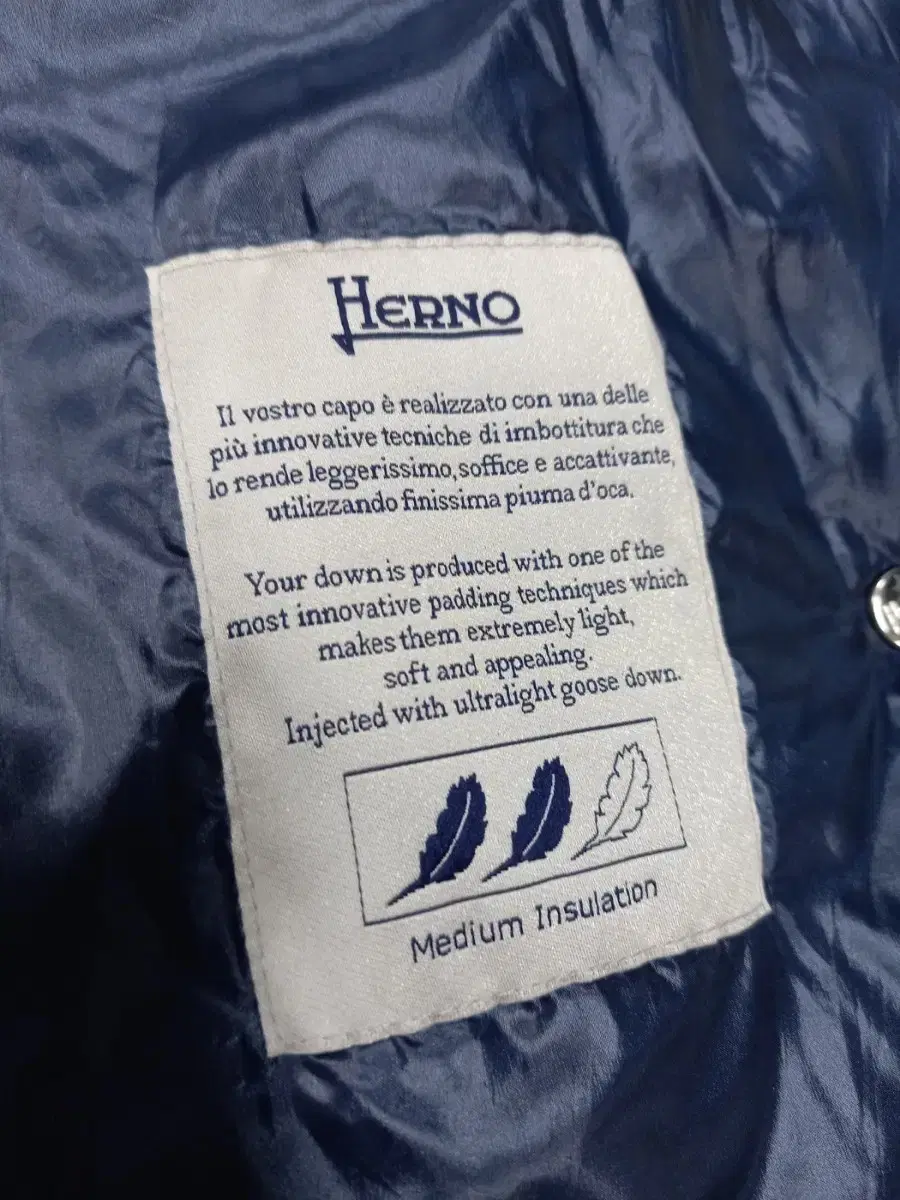 HERNO
Il vostro capo è realizzato con una delle
più innovative tecniche di imbottitura che
lo rende leggerissimo,soffice e accattivante,
utilizzando finissima piuma d'oca.
Your down is produced with one of the
most innovative padding techniques which
makes them extremely light,
soft and appealing.
Injected with ultralight goose down.
Medium Insulation